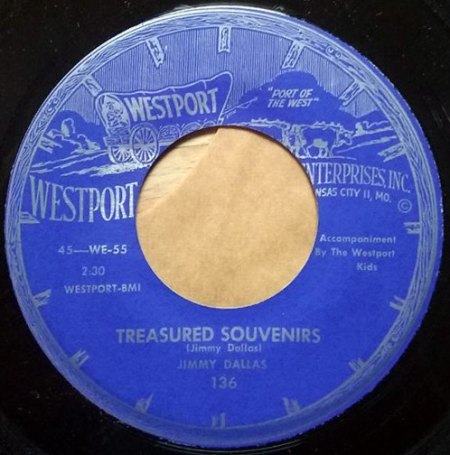 WESTPORT
"PORT OF
THE WEST"
WESTPORT ENTERPRISES, INC.
KANSAS CITY 11, MO.
©
45—WE-55
2:30
WESTPORT-BMI
Accompaniment
By The Westport
Kids
TREASURED SOUVENIRS
(Jimmy Dallas)
JIMMY DALLAS
136